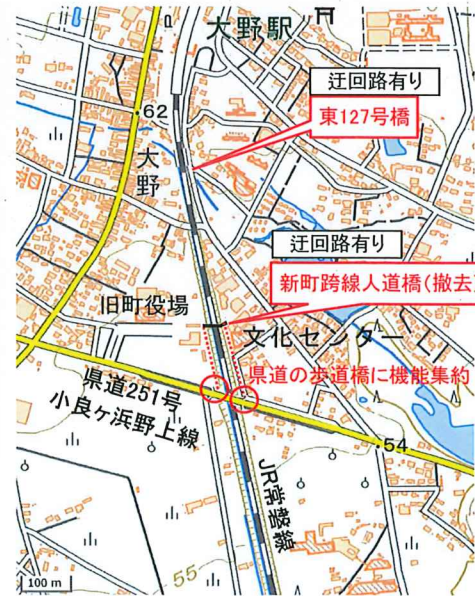 大野駅
迂回路有り
東127号橋
62
大野
迂回路有り
新町跨線人道橋(撤去)
旧町役場
文化センター
県道の歩道橋に機能集約
県道251号
小良ヶ浜野上線
54
JR常磐線
55
100 m